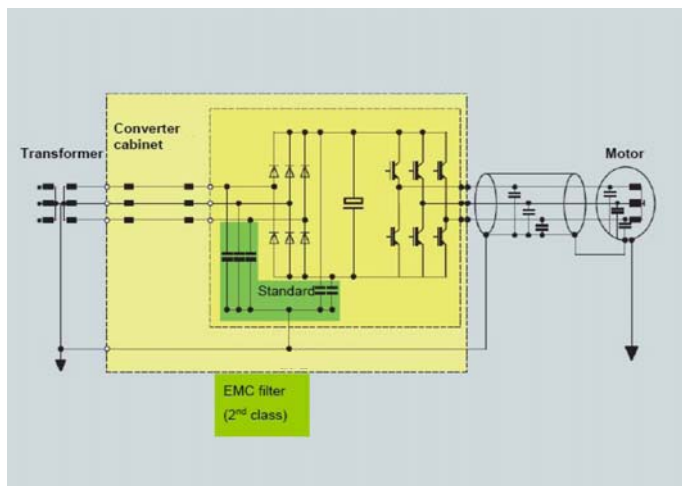 Converter
cabinet
Transformer
Motor
Standard
EMC filter
(2nd class)